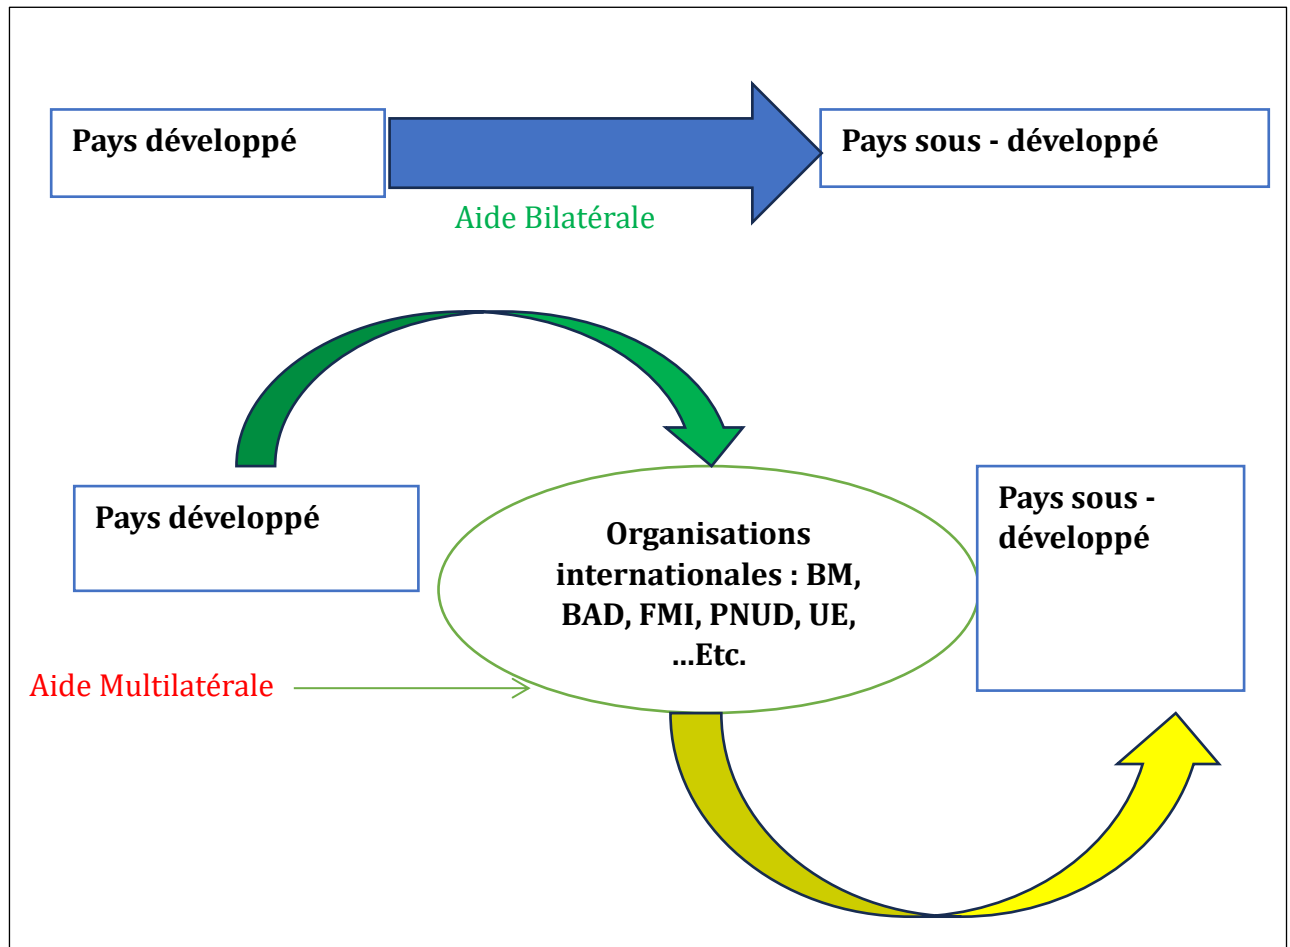 Pays développé
Pays sous - développé
Aide Bilatérale
Pays développé
Organisations
internationales : BM,
BAD, FMI, PNUD, UE,
...Etc.
Pays sous -
développé
Aide Multilatérale